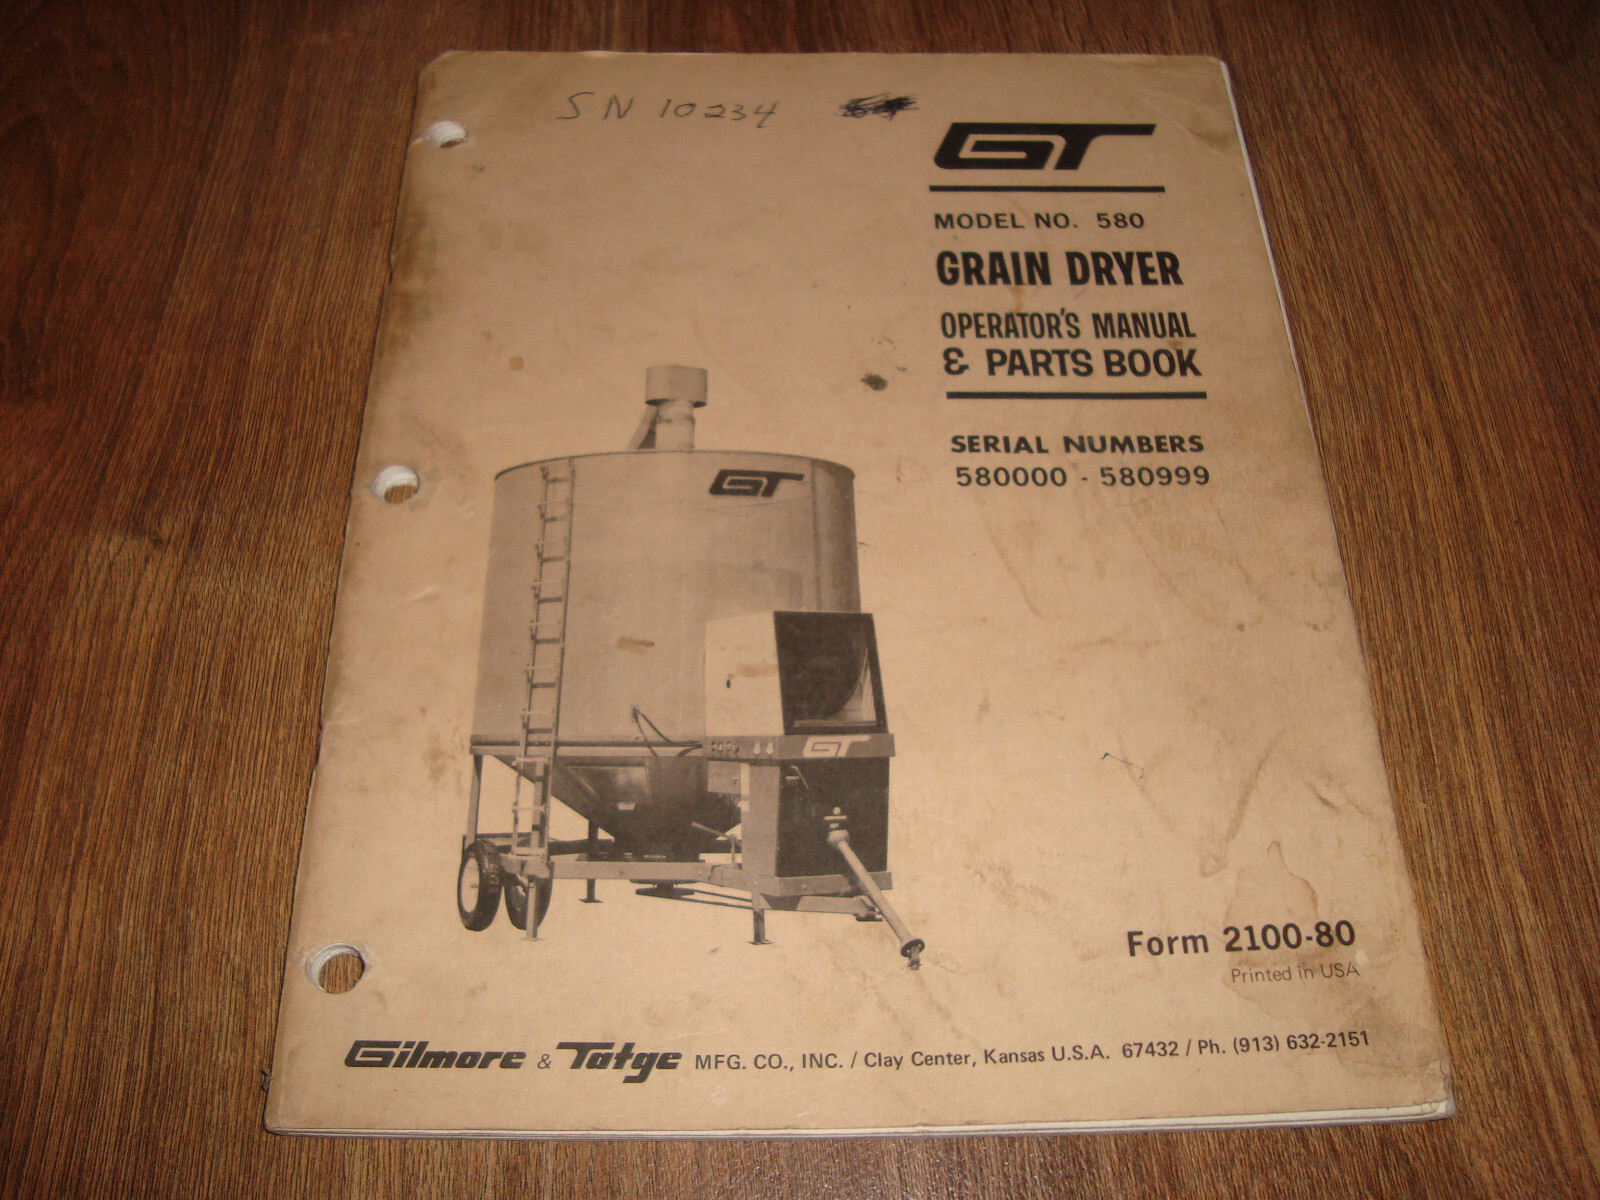 SN 10234
GT
MODEL NO. 580
GRAIN DRYER
OPERATOR'S MANUAL
& PARTS BOOK
SERIAL NUMBERS
580000 - 580999
GT
GT
Form 2100-80
Printed in USA
Gilmore & Tatge MFG. CO., INC. / Clay Center, Kansas U.S.A. 67432 / Ph. (913) 632-2151